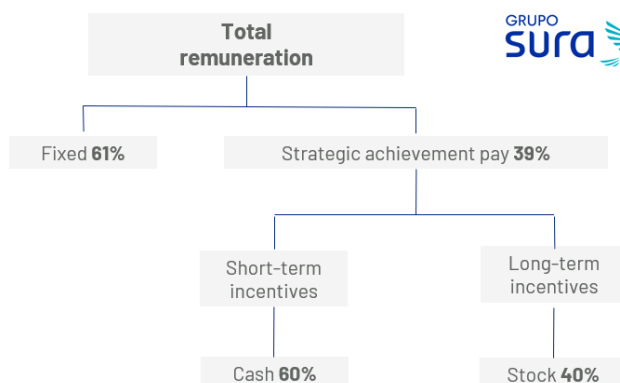 Total
remuneration
GRUPO
sura
Fixed 61%
Strategic achievement pay 39%
Short-term
incentives
Long-term
incentives
Cash 60%
Stock 40%